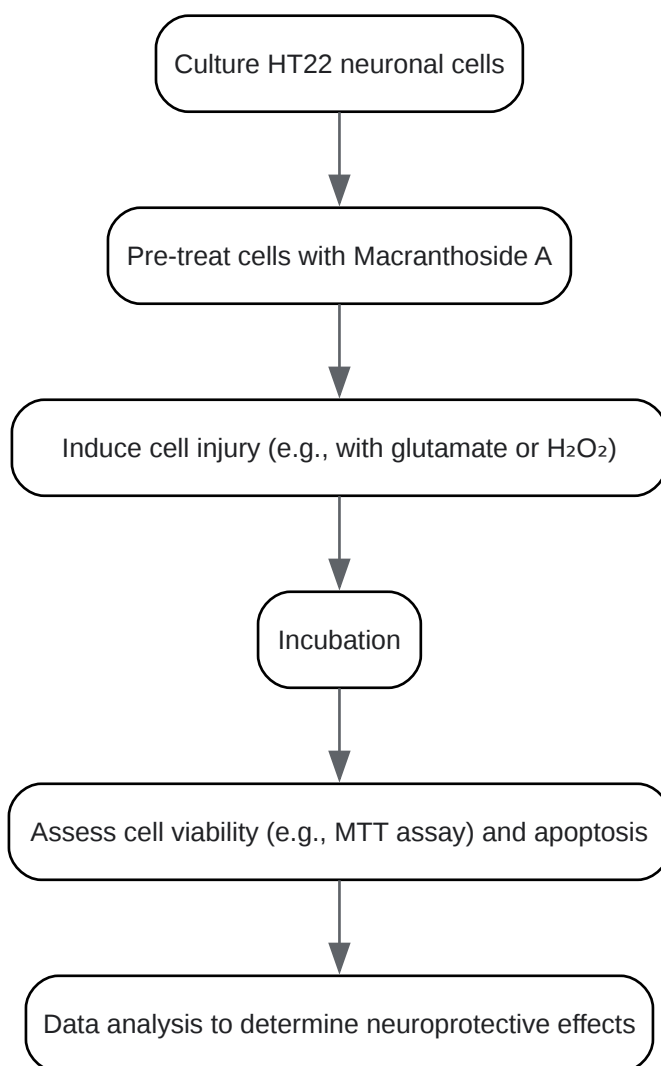 Culture HT22 neuronal cells
Pre-treat cells with Macranthoside A
Induce cell injury (e.g., with glutamate or H₂O₂)
Incubation
Assess cell viability (e.g., MTT assay) and apoptosis
Data analysis to determine neuroprotective effects